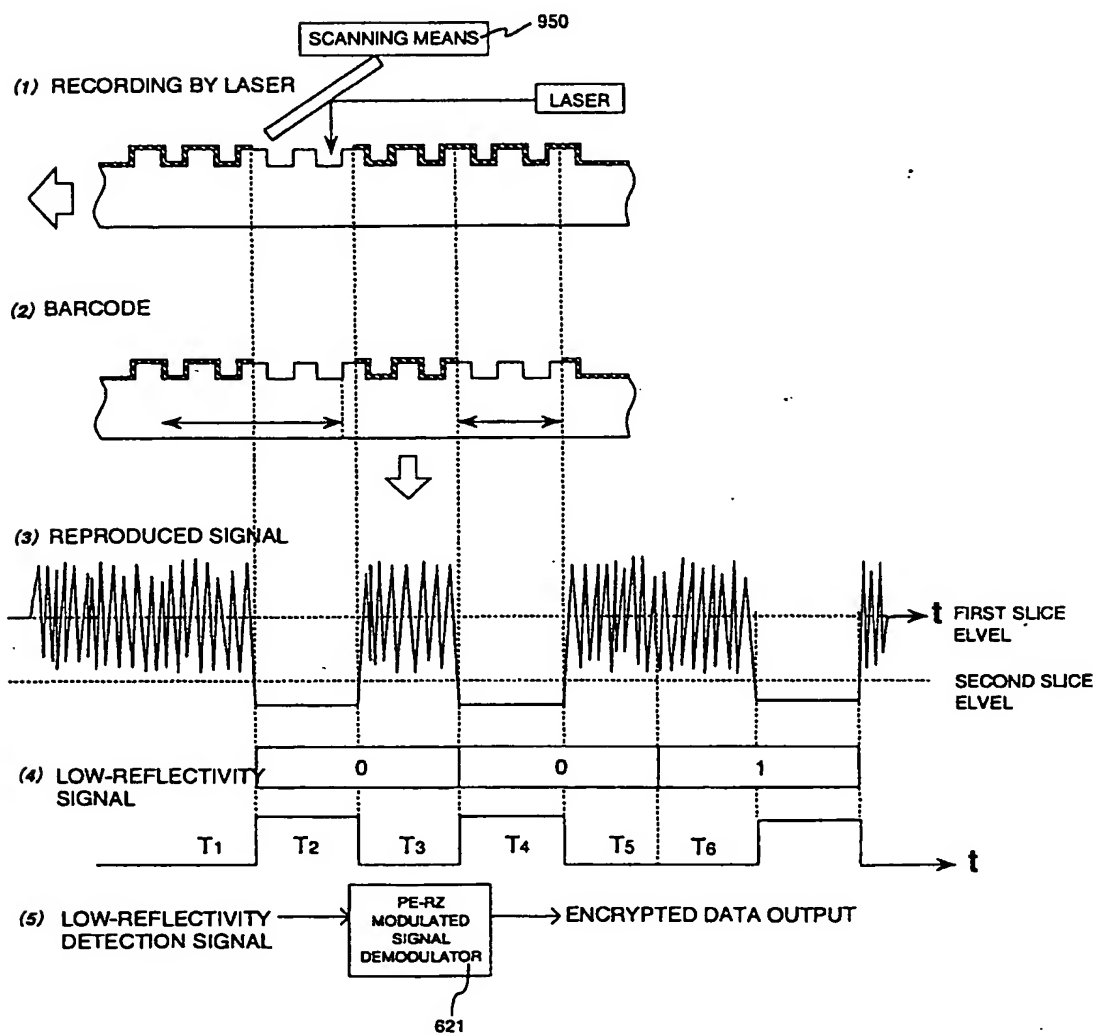 950
SCANNING MEANS
(1) RECORDING BY LASER
LASER
(2) BARCODE
(3) REPRODUCED SIGNAL
t
FIRST SLICE
ELVEL
SECOND SLICE
ELVEL
(4) LOW-REFLECTIVITY
SIGNAL
0 0 1
T1 T2 T3 T4 T5 T6
t
(5) LOW-REFLECTIVITY
DETECTION SIGNAL
PE-RZ
MODULATED
SIGNAL
DEMODULATOR
ENCRYPTED DATA OUTPUT
621